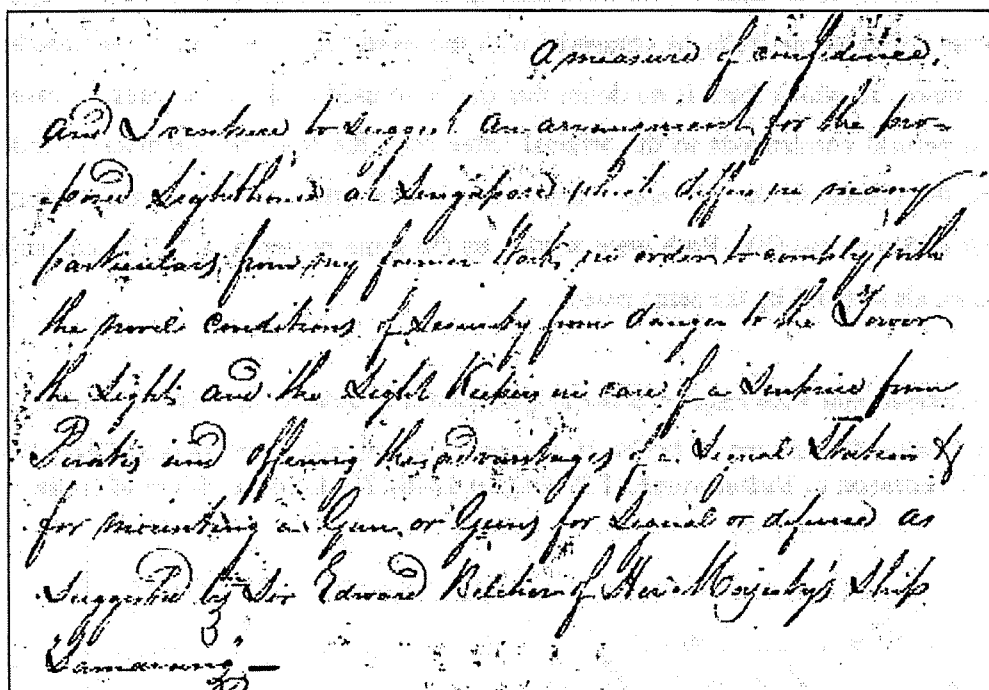 a measure of confidence,
and I venture to suggest an arrangement for the pro-
posed Lighthouse at Singapore which differs in many
particulars from my former Work, in order to comply with
the novel conditions of Security from danger to the Tower
the Light, and the Light Keepers in case of a Surprise from
Pirates and offering the advantages of a Signal Station &
for mounting a Gun, or Guns for Signal or defence as
suggested by Sir Edward Belcher of Her Majesty's Ship
"Samarang" —